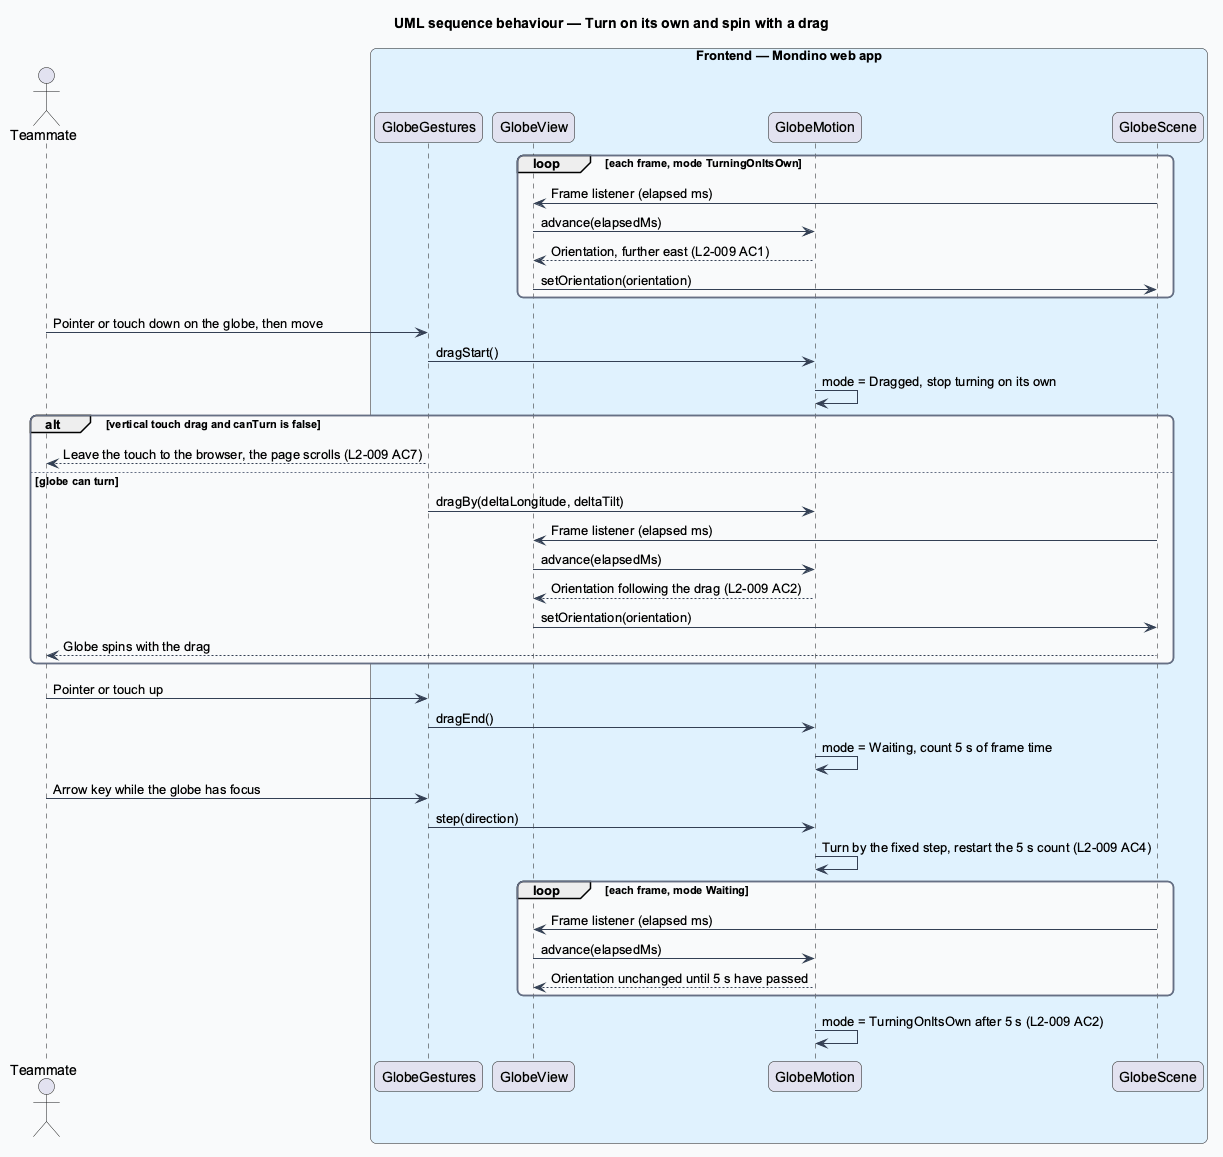 UML sequence behaviour — Turn on its own and spin with a drag
Frontend — Mondino web app
Teammate
GlobeGestures
GlobeView
GlobeMotion
GlobeScene
loop
[each frame, mode TurningOnItsOwn]
Frame listener (elapsed ms)
advance(elapsedMs)
Orientation, further east (L2-009 AC1)
setOrientation(orientation)
Pointer or touch down on the globe, then move
dragStart()
mode = Dragged, stop turning on its own
alt
[vertical touch drag and canTurn is false]
Leave the touch to the browser, the page scrolls (L2-009 AC7)
[globe can turn]
dragBy(deltaLongitude, deltaTilt)
Frame listener (elapsed ms)
advance(elapsedMs)
Orientation following the drag (L2-009 AC2)
setOrientation(orientation)
Globe spins with the drag
Pointer or touch up
dragEnd()
mode = Waiting, count 5 s of frame time
Arrow key while the globe has focus
step(direction)
Turn by the fixed step, restart the 5 s count (L2-009 AC4)
loop
[each frame, mode Waiting]
Frame listener (elapsed ms)
advance(elapsedMs)
Orientation unchanged until 5 s have passed
mode = TurningOnItsOwn after 5 s (L2-009 AC2)
Teammate
GlobeGestures
GlobeView
GlobeMotion
GlobeScene